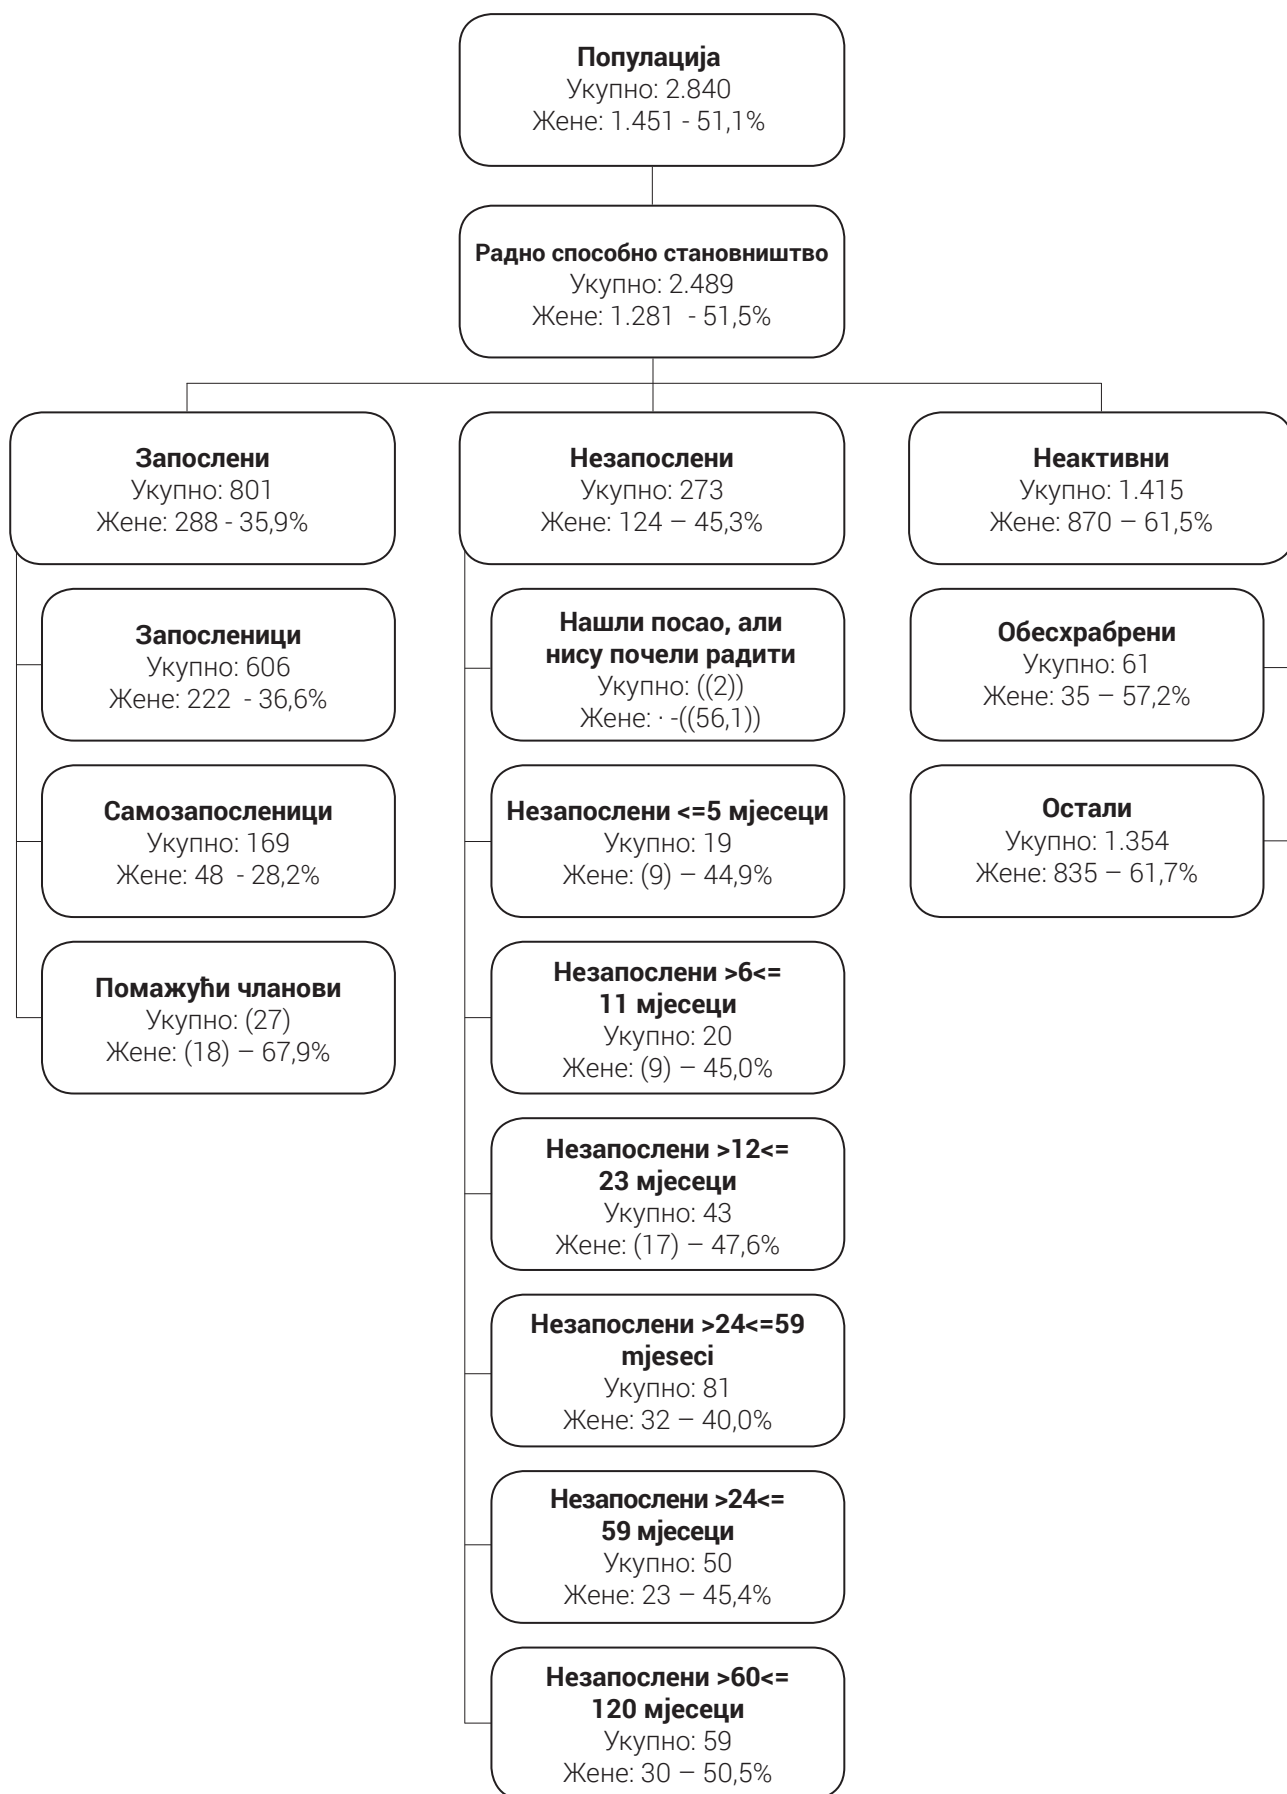 Популација
Укупно: 2.840
Жене: 1.451 - 51,1%
Радно способно становништво
Укупно: 2.489
Жене: 1.281 - 51,5%
Запослени
Укупно: 801
Жене: 288 - 35,9%
Запосленици
Укупно: 606
Жене: 222 - 36,6%
Самозапосленици
Укупно: 169
Жене: 48 - 28,2%
Помажући чланови
Укупно: (27)
Жене: (18) – 67,9%
Незапослени
Укупно: 273
Жене: 124 – 45,3%
Нашли посао, али
нису почели радити
Укупно: ((2))
Жене: · -((56,1))
Незапослени <=5 мјесеци
Укупно: 19
Жене: (9) – 44,9%
Незапослени >6<=
11 мјесеци
Укупно: 20
Жене: (9) – 45,0%
Незапослени >12<=
23 мјесеци
Укупно: 43
Жене: (17) – 47,6%
Незапослени >24<=59
mjeseci
Укупно: 81
Жене: 32 – 40,0%
Незапослени >24<=
59 мјесеци
Укупно: 50
Жене: 23 – 45,4%
Незапослени >60<=
120 мјесеци
Укупно: 59
Жене: 30 – 50,5%
Неактивни
Укупно: 1.415
Жене: 870 – 61,5%
Обесхрабрени
Укупно: 61
Жене: 35 – 57,2%
Остали
Укупно: 1.354
Жене: 835 – 61,7%